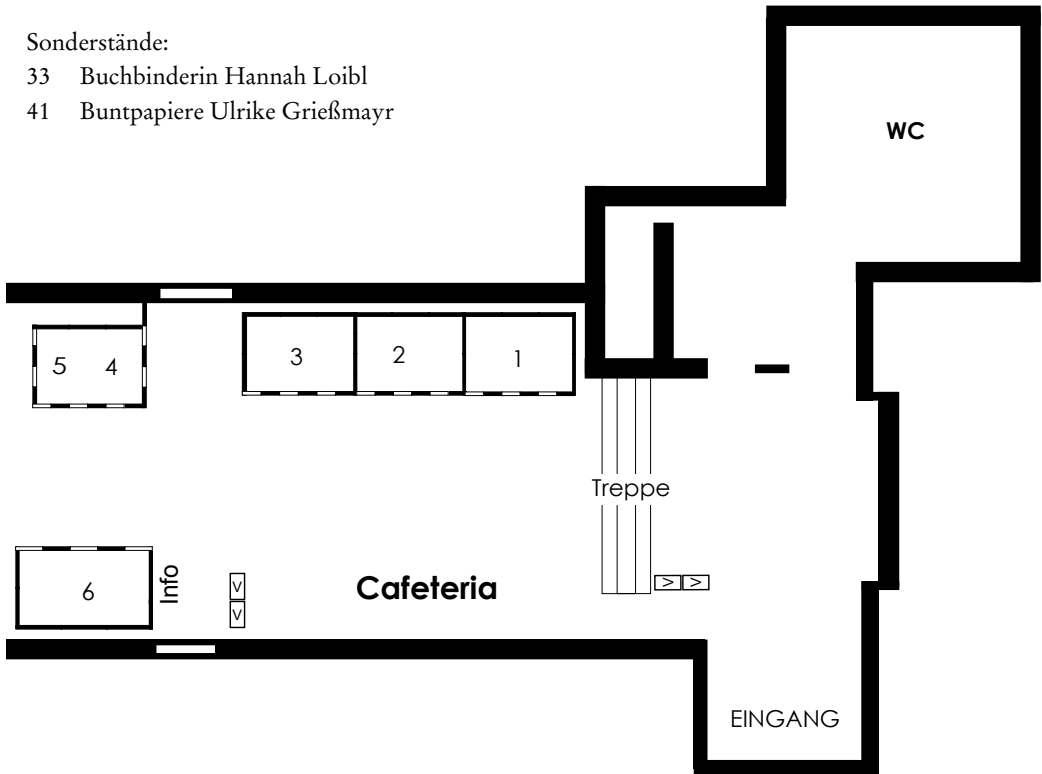 Sonderstände:
33 Buchbinderin Hannah Loibl
41 Buntpapiere Ulrike Grießmayr
WC
5 4
3
2
1
Treppe
6
Info
V
V
Cafeteria
> >
EINGANG